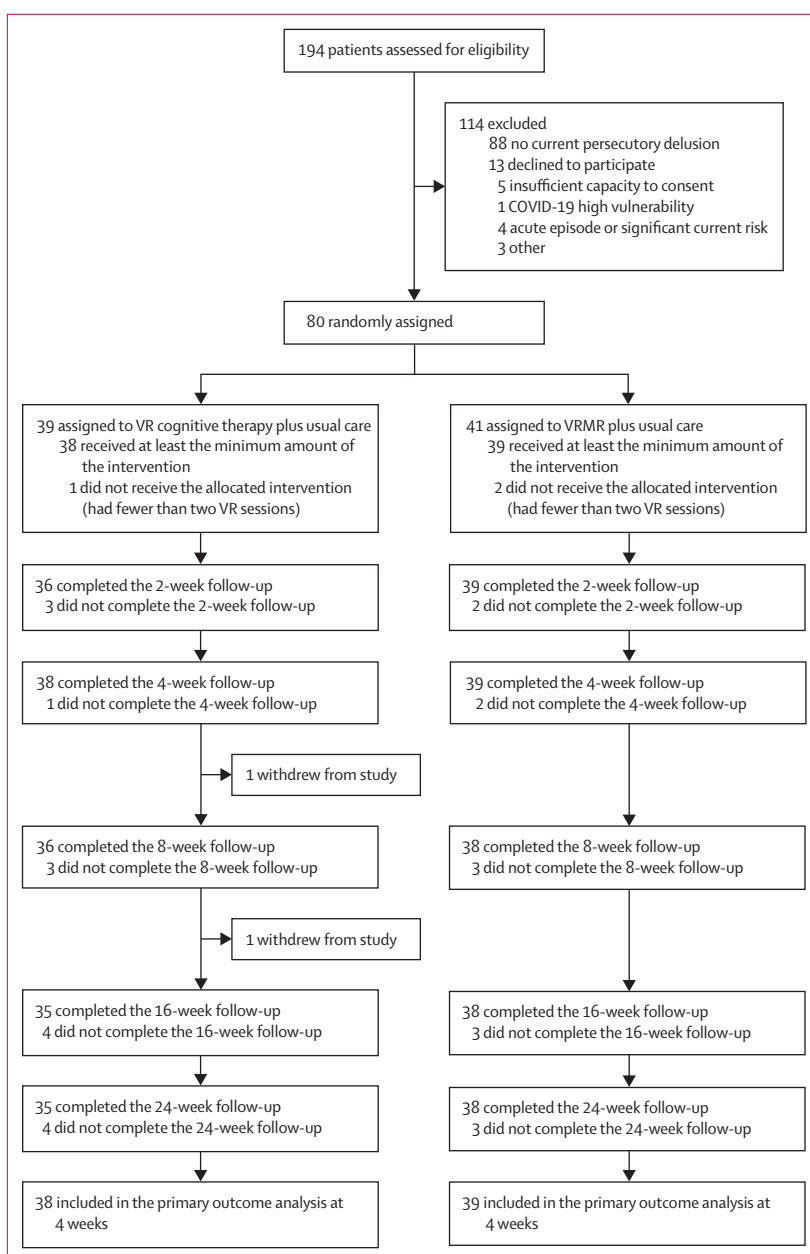 194 patients assessed for eligibility
114 excluded
88 no current persecutory delusion
13 declined to participate
5 insufficient capacity to consent
1 COVID-19 high vulnerability
4 acute episode or significant current risk
3 other
80 randomly assigned
39 assigned to VR cognitive therapy plus usual care
38 received at least the minimum amount of
the intervention
1 did not receive the allocated intervention
(had fewer than two VR sessions)
41 assigned to VRMR plus usual care
39 received at least the minimum amount of
the intervention
2 did not receive the allocated intervention
(had fewer than two VR sessions)
36 completed the 2-week follow-up
3 did not complete the 2-week follow-up
39 completed the 2-week follow-up
2 did not complete the 2-week follow-up
38 completed the 4-week follow-up
1 did not complete the 4-week follow-up
39 completed the 4-week follow-up
2 did not complete the 4-week follow-up
1 withdrew from study
36 completed the 8-week follow-up
3 did not complete the 8-week follow-up
38 completed the 8-week follow-up
3 did not complete the 8-week follow-up
1 withdrew from study
35 completed the 16-week follow-up
4 did not complete the 16-week follow-up
38 completed the 16-week follow-up
3 did not complete the 16-week follow-up
35 completed the 24-week follow-up
4 did not complete the 24-week follow-up
38 completed the 24-week follow-up
3 did not complete the 24-week follow-up
38 included in the primary outcome analysis at
4 weeks
39 included in the primary outcome analysis at
4 weeks